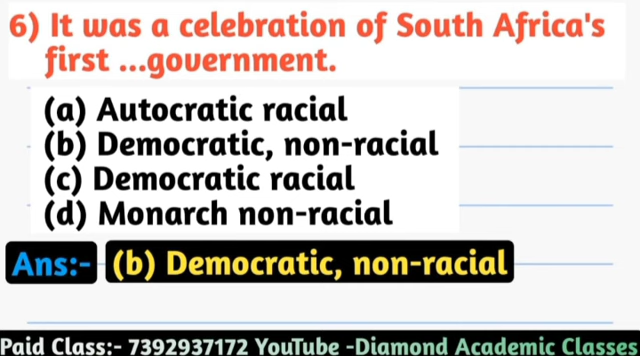 6) It was a celebration of South Africa's
first ...government.
(a) Autocratic racial
(b) Democratic, non-racial
(c) Democratic racial
(d) Monarch non-racial
Ans:- (b) Democratic, non-racial
Paid Class:- 7392937172 YouTube -Diamond Academic Classes